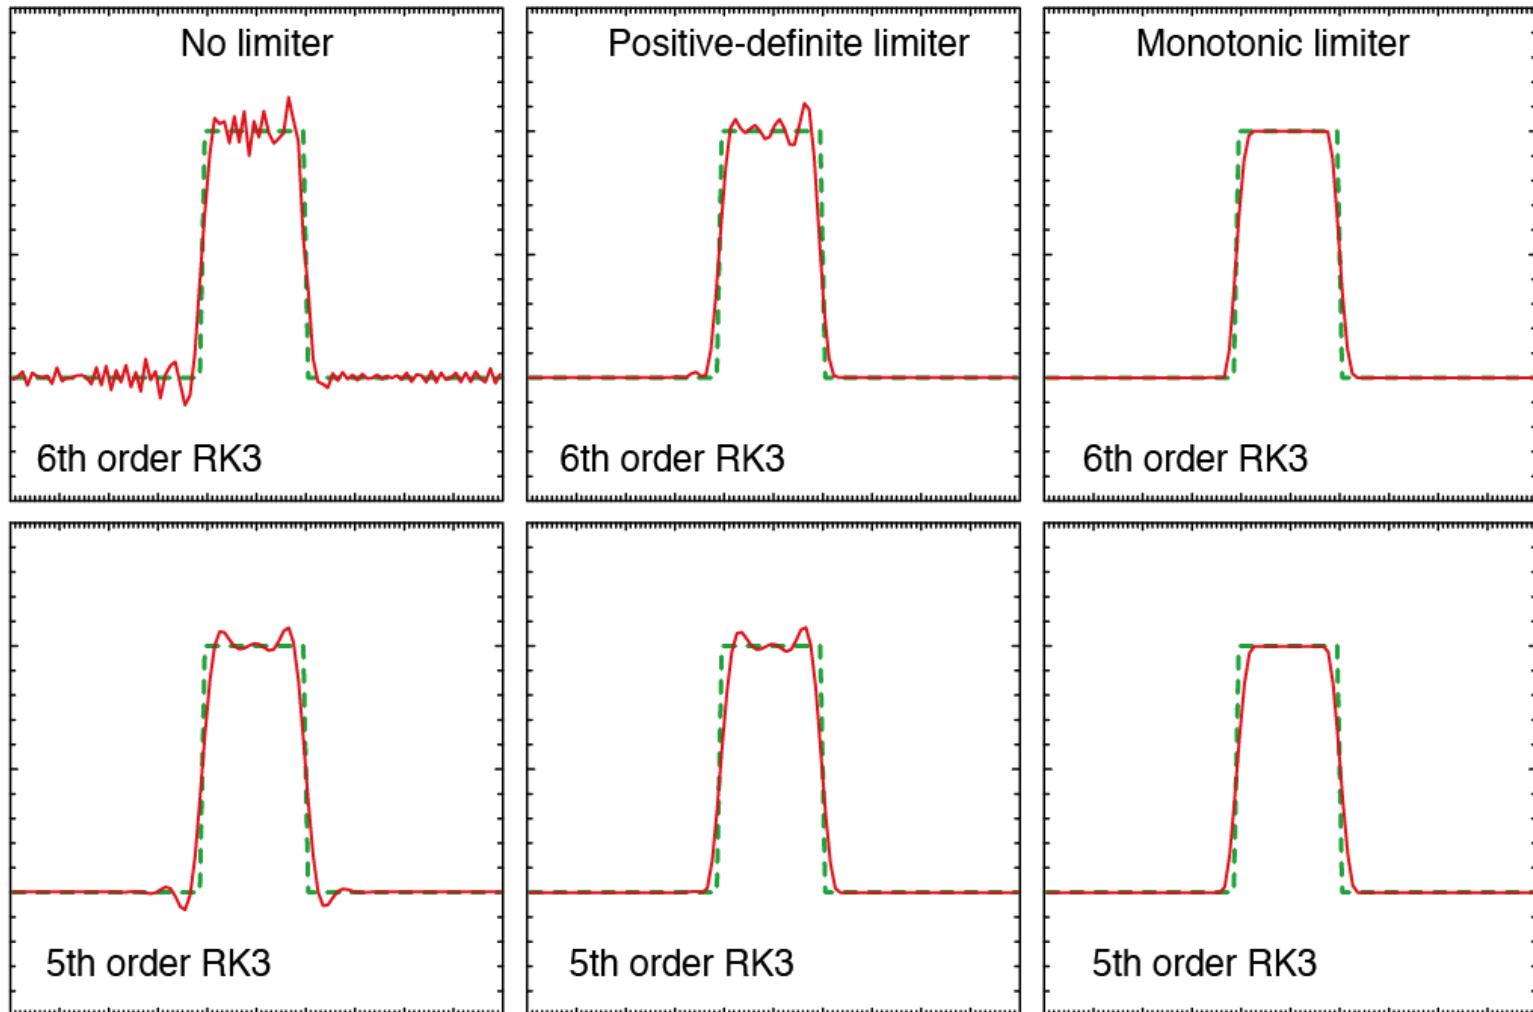 No limiter
Positive-definite limiter
Monotonic limiter
6th order RK3
6th order RK3
6th order RK3
5th order RK3
5th order RK3
5th order RK3